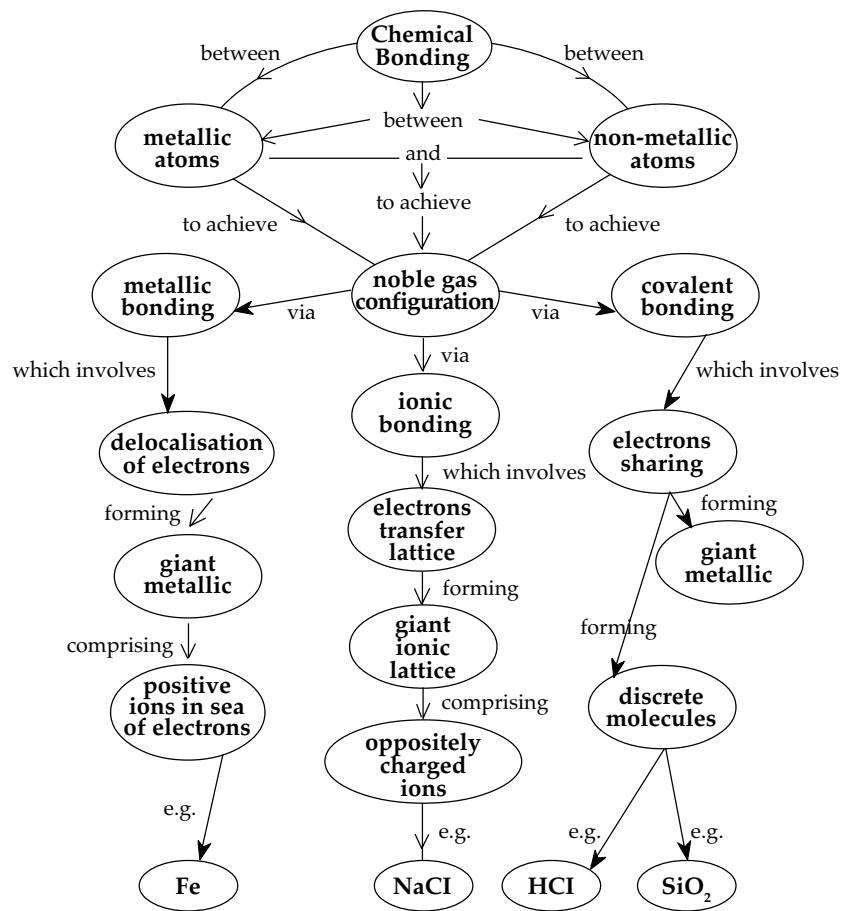 Chemical
Bonding
between
between
between
metallic
atoms
and
non-metallic
atoms
to achieve
to achieve
to achieve
metallic
bonding
noble gas
configuration
covalent
bonding
via
via
via
which involves
which involves
ionic
bonding
delocalisation
of electrons
electrons
sharing
which involves
forming
electrons
transfer
lattice
forming
giant
metallic
giant
metallic
forming
forming
comprising
giant
ionic
lattice
positive
ions in sea
of electrons
discrete
molecules
comprising
oppositely
charged
ions
e.g.
e.g.
e.g.
e.g.
Fe
NaCI
HCI
SiO₂